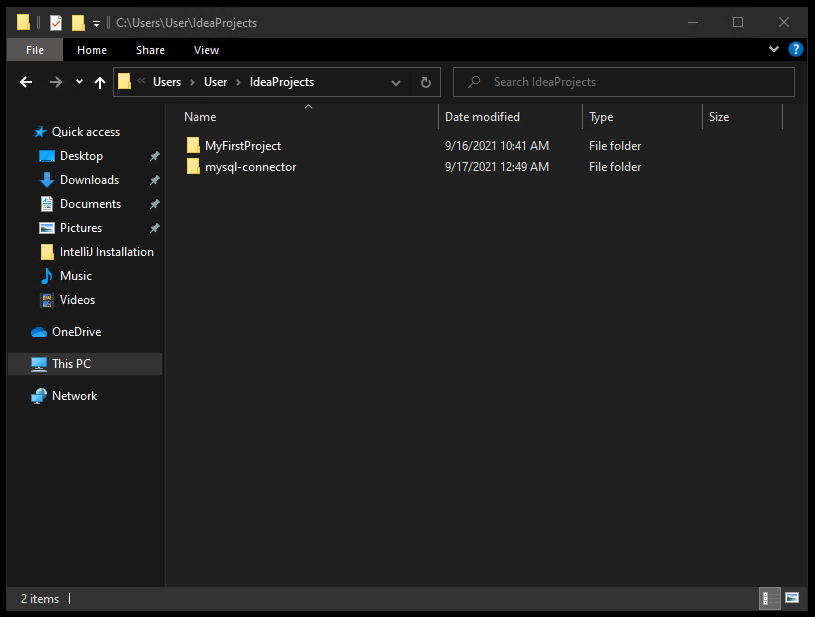 C:\Users\User\IdeaProjects
File Home Share View ?
« Users › User › IdeaProjects Search IdeaProjects
Name Date modified Type Size
Quick access
Desktop
Downloads
Documents
Pictures
IntelliJ Installation
Music
Videos
OneDrive
This PC
Network
MyFirstProject 9/16/2021 10:41 AM File folder
mysql-connector 9/17/2021 12:49 AM File folder
2 items